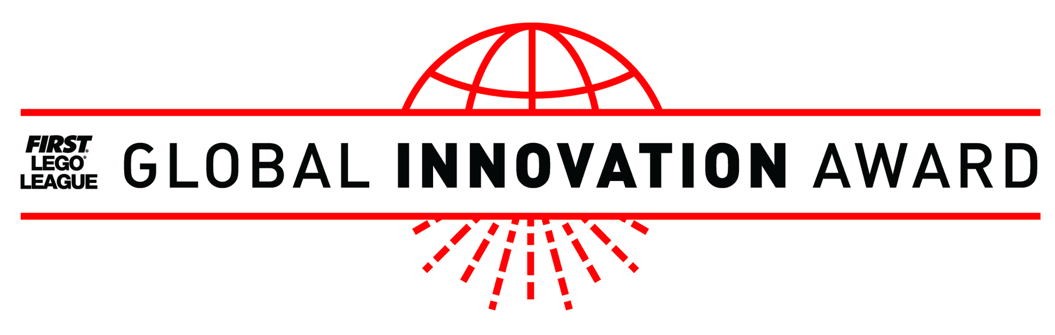 FIRST®
LEGO®
LEAGUE
GLOBAL INNOVATION AWARD